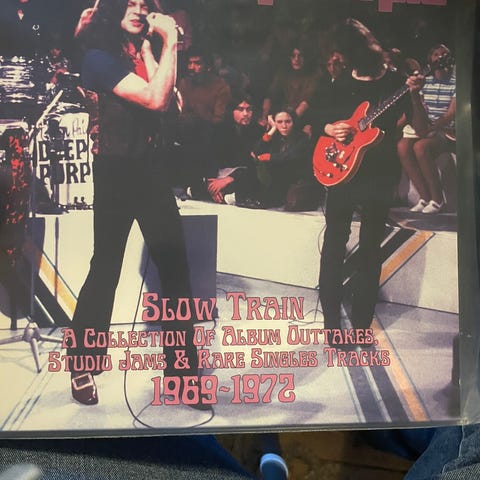 DEEP
PURP
SLOW TRAIN
A COLLECTION OF ALBUM OUTTAKES,
STUDIO JAMS & RARE SINGLES TRACKS
1969-1972